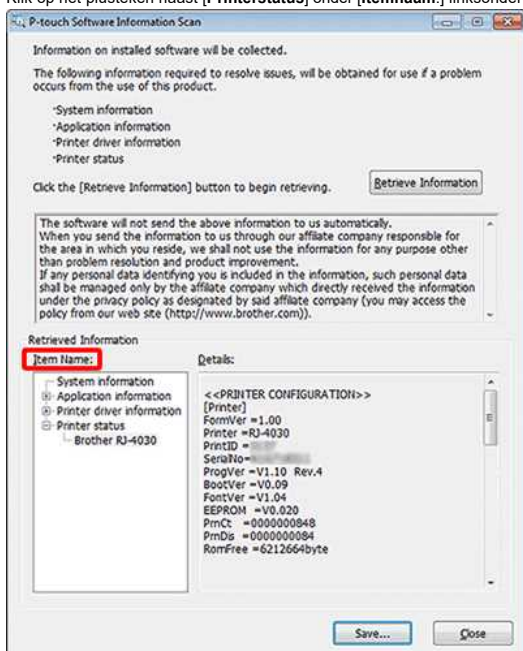 Klik op het plusteken naast [Printerstatus] onder [Itemnaam:] linksonder
P-touch Software Information Scan
Information on installed software will be collected.
The following information required to resolve issues, will be obtained for use if a problem
occurs from the use of this product.
·System information
·Application information
·Printer driver information
·Printer status
Click the [Retrieve Information] button to begin retrieving.
Retrieve Information
The software will not send the above information to us automatically.
When you send the information to us through our affilate company responsible for
the area in which you reside, we shall not use the information for any purpose other
than problem resolution and product improvement.
If any personal data identifying you is included in the information, such personal data
shall be managed only by the affilate company which directly received the information
under the privacy policy as designated by said affilate company (you may access the
policy from our web site (http://www.brother.com)).
Retrieved Information
Item Name:
Details:
System information
Application information
Printer driver information
Printer status
Brother RJ-4030
<<PRINTER CONFIGURATION>>
[Printer]
FormVer =1.00
Printer =RJ-4030
PrintID =
SerialNo=
ProgVer =V1.10 Rev.4
BootVer =V0.09
FontVer =V1.04
EEPROM =V0.020
PrnCt =0000000848
PrnDis =0000000084
RomFree =6212664byte
Save...
Close